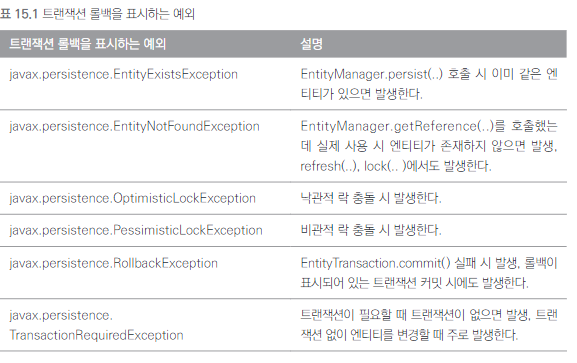 표 15.1 트랜잭션 롤백을 표시하는 예외
트랜잭션 롤백을 표시하는 예외 설명
javax.persistence.EntityExistsException EntityManager.persist(..) 호출 시 이미 같은 엔
티티가 있으면 발생한다.
javax.persistence.EntityNotFoundException EntityManager.getReference(..)를 호출했는
데 실제 사용 시 엔티티가 존재하지 않으면 발생,
refresh(..), lock(.. )에서도 발생한다.
javax.persistence.OptimisticLockException 낙관적 락 충돌 시 발생한다.
javax.persistence.PessimisticLockException 비관적 락 충돌 시 발생한다.
javax.persistence.RollbackException EntityTransaction.commit() 실패 시 발생, 롤백이
표시되어 있는 트랜잭션 커밋 시에도 발생한다.
javax.persistence. 트랜잭션이 필요할 때 트랜잭션이 없으면 발생, 트랜
TransactionRequiredException 잭션 없이 엔티티를 변경할 때 주로 발생한다.